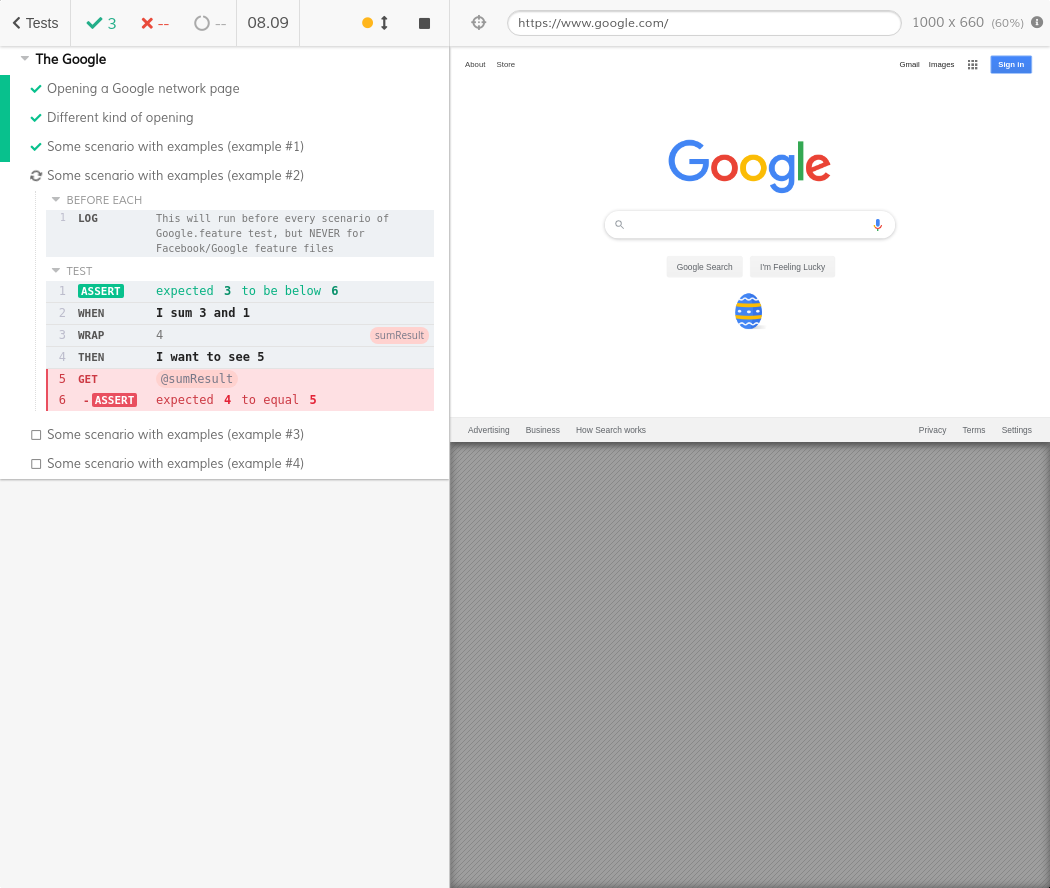 Tests 3 -- -- 08.09
https://www.google.com/ 1000 x 660 (60%)
The Google
Opening a Google network page
Different kind of opening
Some scenario with examples (example #1)
Some scenario with examples (example #2)
BEFORE EACH
1 LOG This will run before every scenario of
Google.feature test, but NEVER for
Facebook/Google feature files
TEST
1 ASSERT expected 3 to be below 6
2 WHEN I sum 3 and 1
3 WRAP 4 sumResult
4 THEN I want to see 5
5 GET @sumResult
6 -ASSERT expected 4 to equal 5
Some scenario with examples (example #3)
Some scenario with examples (example #4)
About Store Gmail Images Sign in
Google
Google Search I'm Feeling Lucky
Advertising Business How Search works Privacy Terms Settings